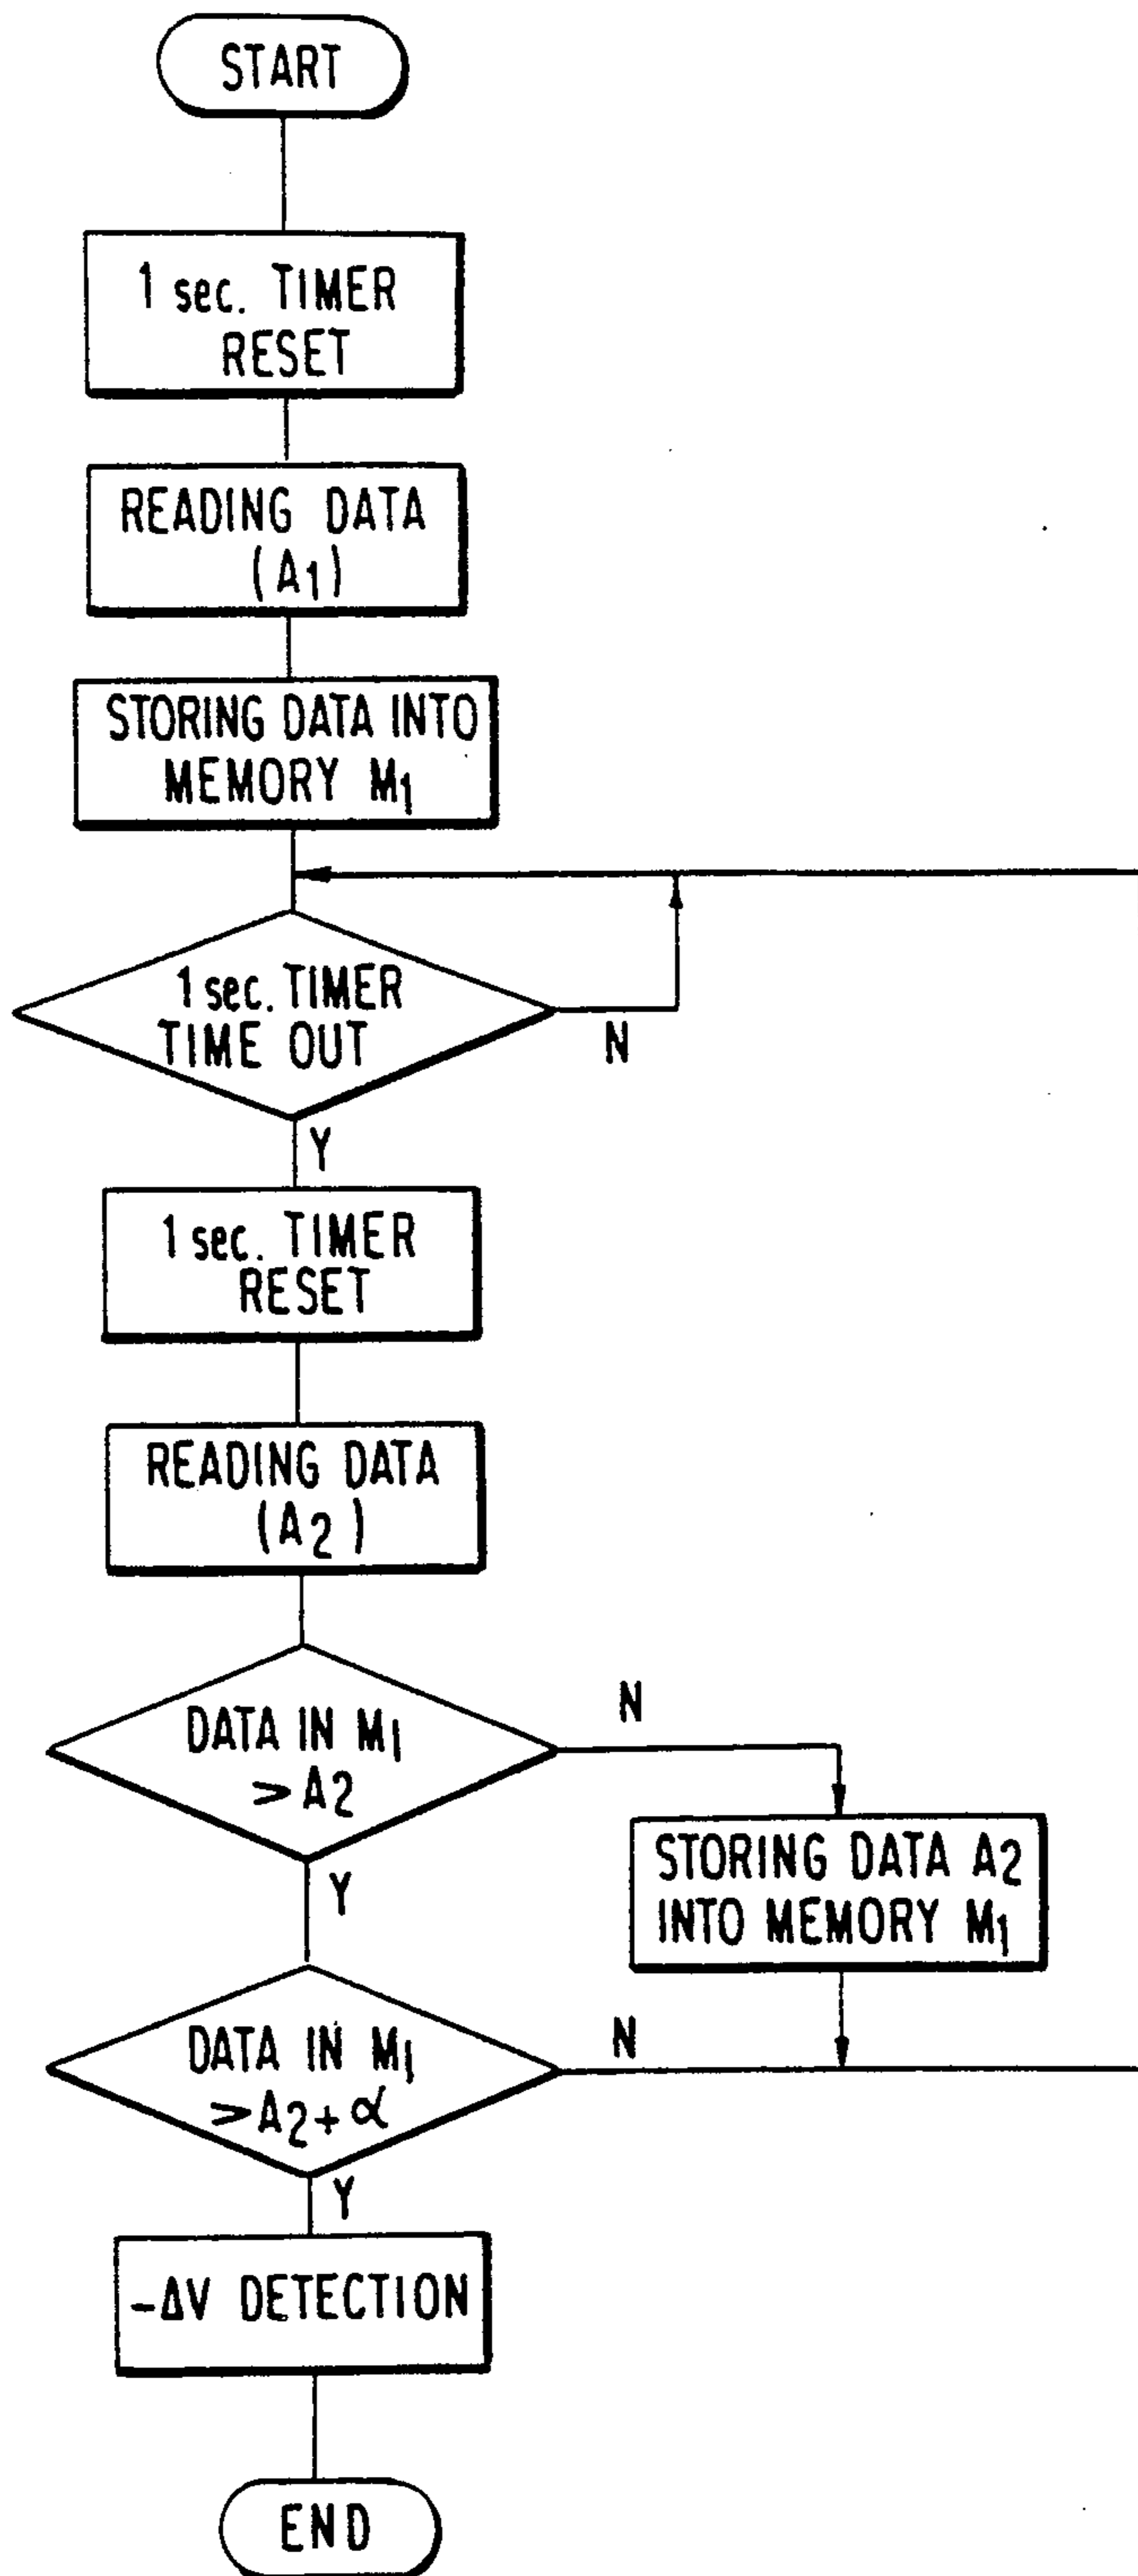 START
1 sec. TIMER
RESET
READING DATA
(A1)
STORING DATA INTO
MEMORY M1
1 sec. TIMER
TIME OUT
N
Y
1 sec. TIMER
RESET
READING DATA
(A2)
DATA IN M1
>A2
N
Y
STORING DATA A2
INTO MEMORY M1
DATA IN M1
>A2+α
N
Y
-ΔV DETECTION
END